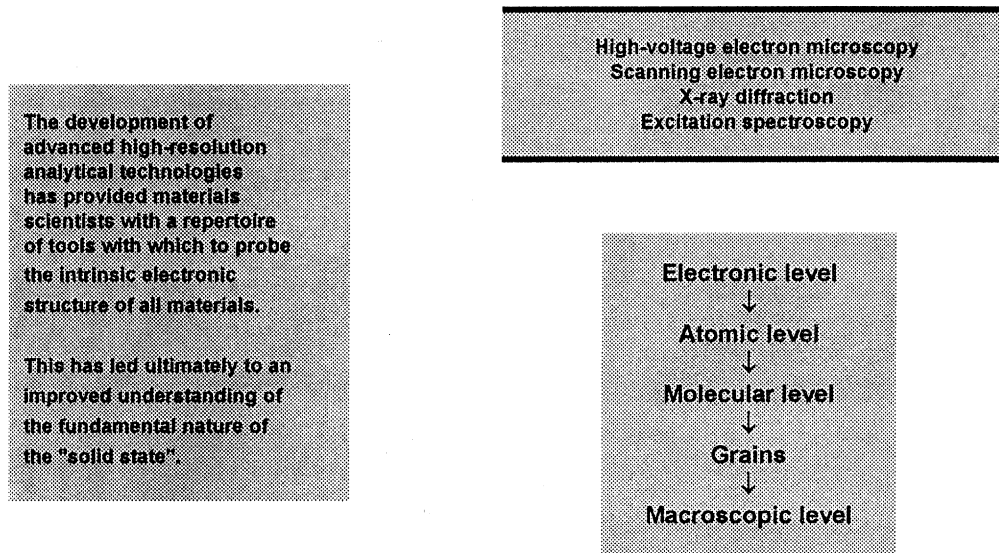 The development of
advanced high-resolution
analytical technologies
has provided materials
scientists with a repertoire
of tools with which to probe
the intrinsic electronic
structure of all materials.
This has led ultimately to an
improved understanding of
the fundamental nature of
the "solid state".
High-voltage electron microscopy
Scanning electron microscopy
X-ray diffraction
Excitation spectroscopy
Electronic level
↓
Atomic level
↓
Molecular level
↓
Grains
↓
Macroscopic level